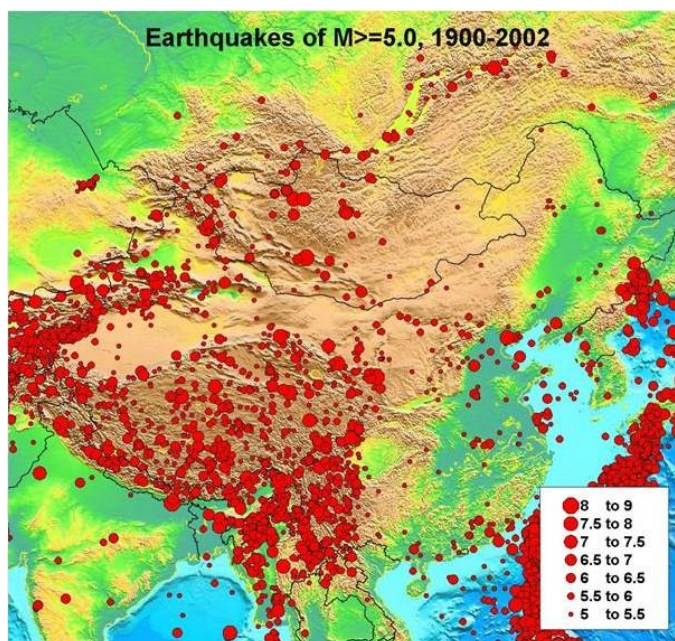 Earthquakes of M>=5.0, 1900-2002
8 to 9
7.5 to 8
7 to 7.5
6.5 to 7
6 to 6.5
5.5 to 6
5 to 5.5